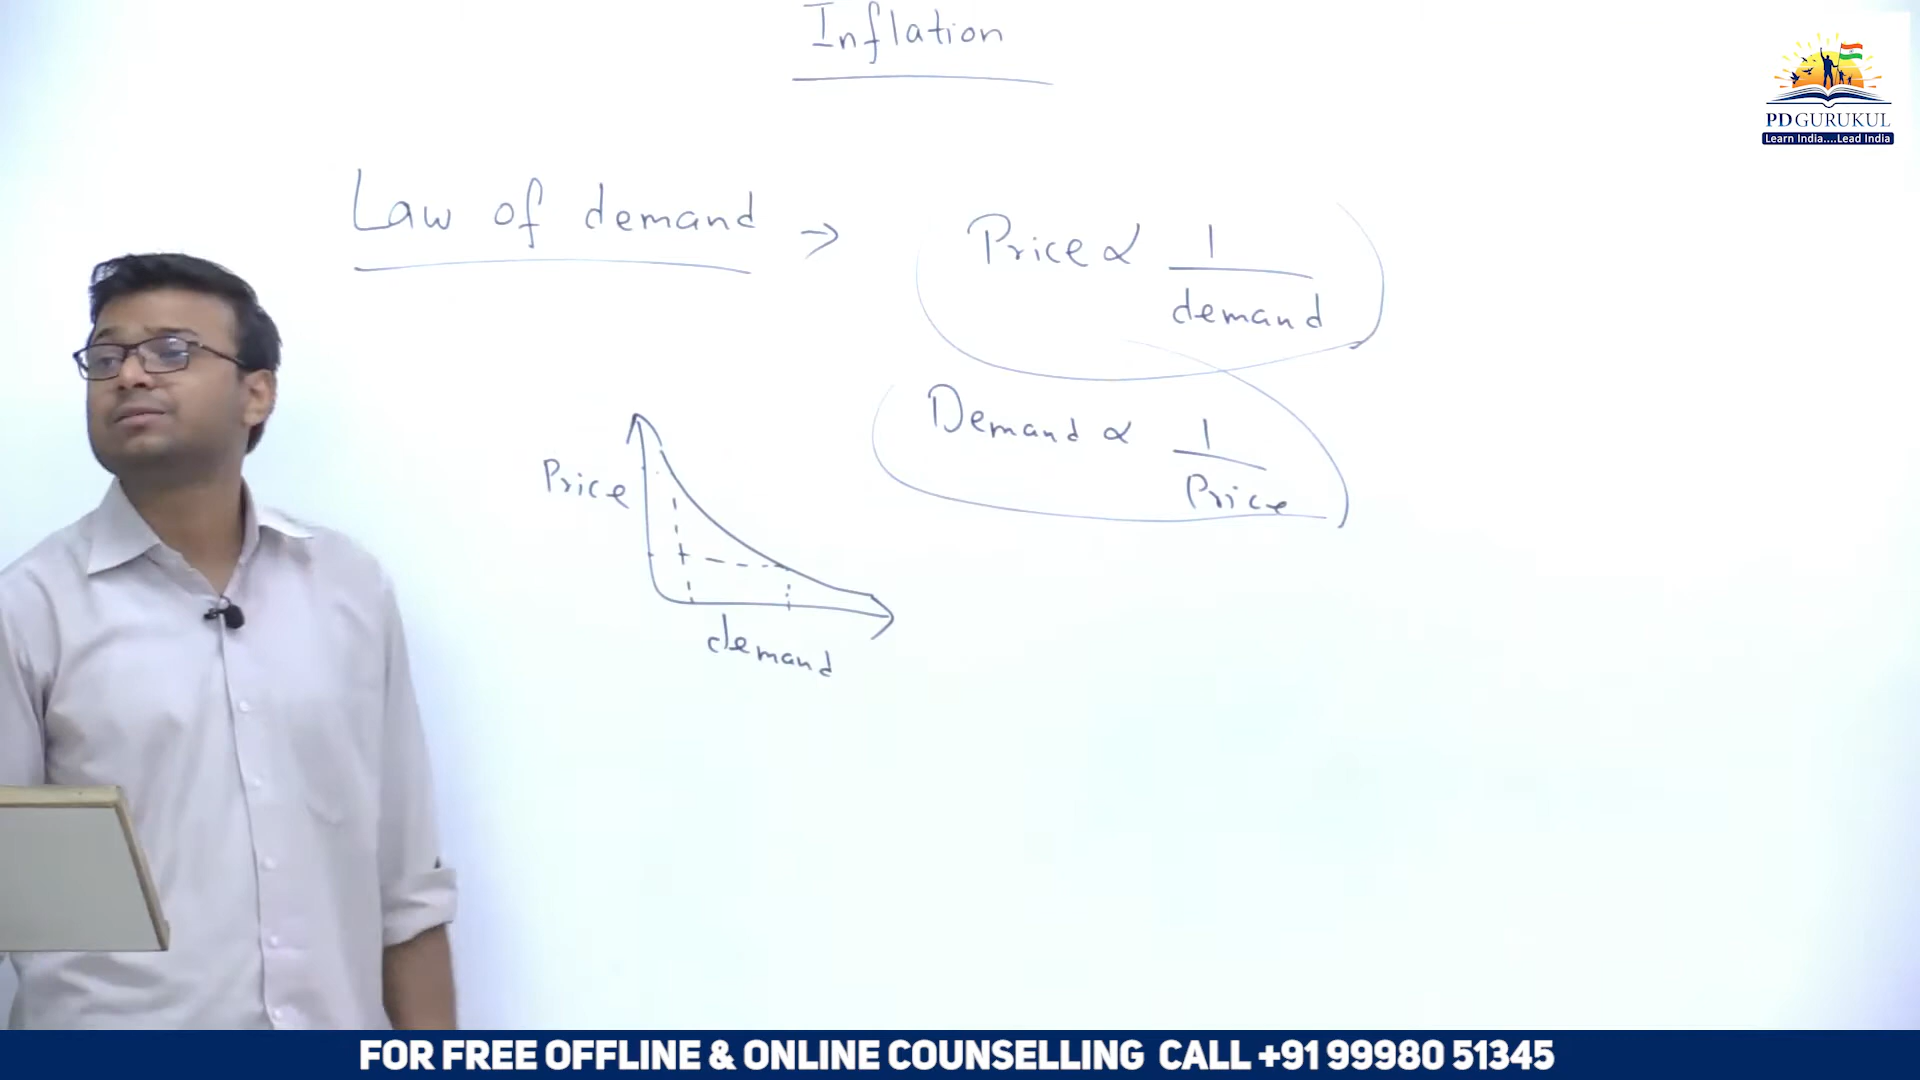 Inflation
Law of demand → Price ∝ 1/demand
Demand ∝ 1/Price
Price
demand
PD GURUKUL
Learn India....Lead India
FOR FREE OFFLINE & ONLINE COUNSELLING CALL +91 99980 51345